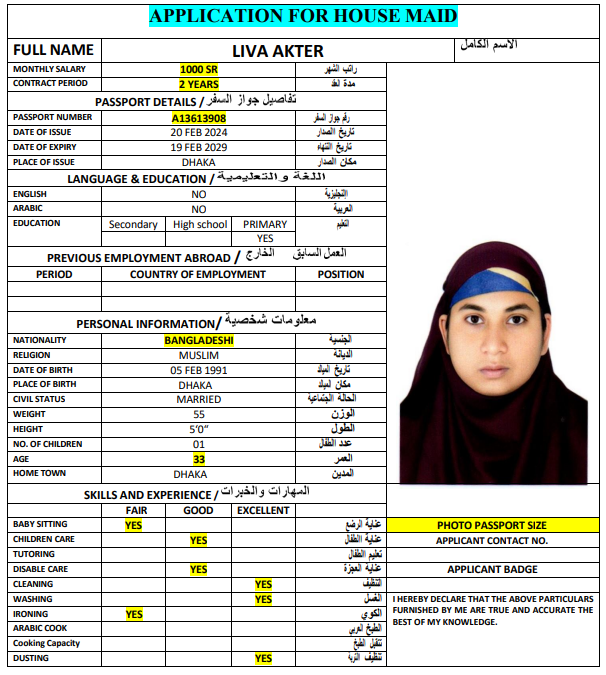 APPLICATION FOR HOUSE MAID
FULL NAME LIVA AKTER الاسم الكامل
MONTHLY SALARY 1000 SR راتب الشهر
CONTRACT PERIOD 2 YEARS مدة العقد
PASSPORT DETAILS / تفاصيل جواز السفر
PASSPORT NUMBER A13613908 رقم جواز السفر
DATE OF ISSUE 20 FEB 2024 تاريخ الصدار
DATE OF EXPIRY 19 FEB 2029 تاريخ النتهاء
PLACE OF ISSUE DHAKA مكان الصدار
LANGUAGE & EDUCATION / اللغة والتعليمية
ENGLISH NO
ARABIC NO العربية
EDUCATION Secondary High school PRIMARY التعليم
YES
PREVIOUS EMPLOYMENT ABROAD / العمل السابق الخارج
PERIOD COUNTRY OF EMPLOYMENT POSITION
PERSONAL INFORMATION/ معلومات شخصية
NATIONALITY BANGLADESHI الجنسية
RELIGION MUSLIM الديانة
DATE OF BIRTH 05 FEB 1991 تاريخ الميلد
PLACE OF BIRTH DHAKA مكان الميلد
CIVIL STATUS MARRIED الحالة الجتماعية
WEIGHT 55 الوزن
HEIGHT 5'0" الطول
NO. OF CHILDREN 01 عدد الطفال
AGE 33 العمر
HOME TOWN DHAKA المدين
SKILLS AND EXPERIENCE / المهارات والخبرات
FAIR GOOD EXCELLENT
BABY SITTING YES عناية الرضع
CHILDREN CARE YES عناية الطفال
TUTORING تعليم الطفال
DISABLE CARE YES عناية العجزة
CLEANING YES التنظيف
WASHING YES الغسل
IRONING YES الكوي
ARABIC COOK الطبخ العربي
Cooking Capacity الطبخ
DUSTING YES تنظيف
PHOTO PASSPORT SIZE
APPLICANT CONTACT NO.
APPLICANT BADGE
I HEREBY DECLARE THAT THE ABOVE PARTICULARS
FURNISHED BY ME ARE TRUE AND ACCURATE THE
BEST OF MY KNOWLEDGE.